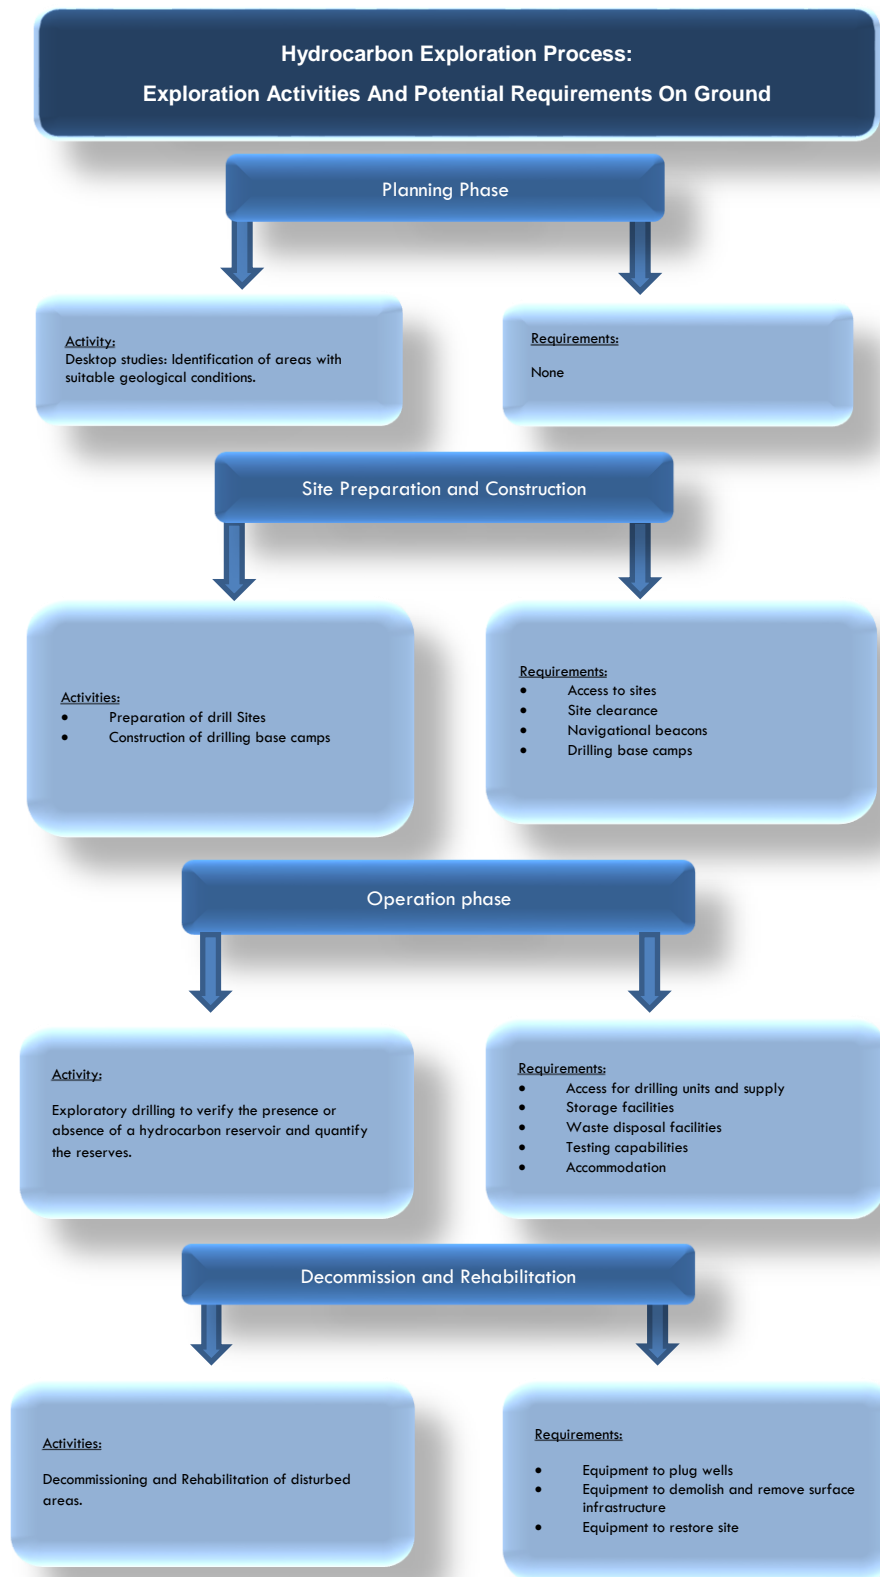 Hydrocarbon Exploration Process:
Exploration Activities And Potential Requirements On Ground
Planning Phase
Activity:
Desktop studies: Identification of areas with
suitable geological conditions.
Requirements:
None
Site Preparation and Construction
Activities:
• Preparation of drill Sites
• Construction of drilling base camps
Requirements:
• Access to sites
• Site clearance
• Navigational beacons
• Drilling base camps
Operation phase
Activity:
Exploratory drilling to verify the presence or
absence of a hydrocarbon reservoir and quantify
the reserves.
Requirements:
• Access for drilling units and supply
• Storage facilities
• Waste disposal facilities
• Testing capabilities
• Accommodation
Decommission and Rehabilitation
Activities:
Decommissioning and Rehabilitation of disturbed
areas.
Requirements:
• Equipment to plug wells
• Equipment to demolish and remove surface
infrastructure
• Equipment to restore site